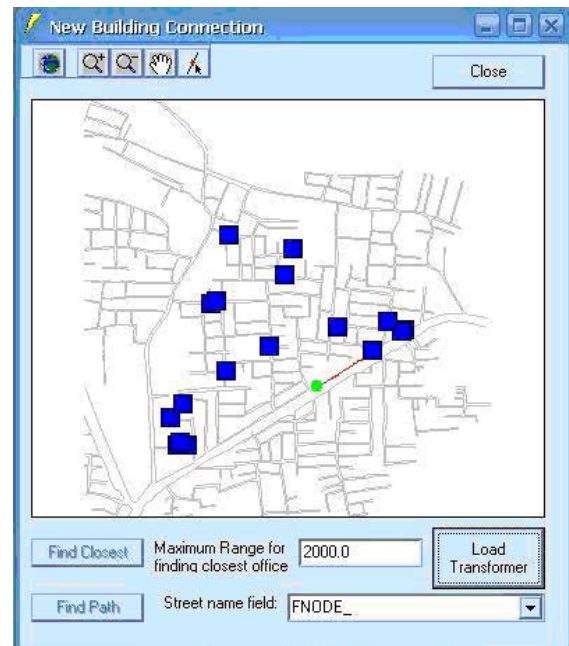 New Building Connection
Close
Find Closest
Maximum Range for
finding closest office
2000.0
Load
Transformer
Find Path
Street name field:
FNODE_